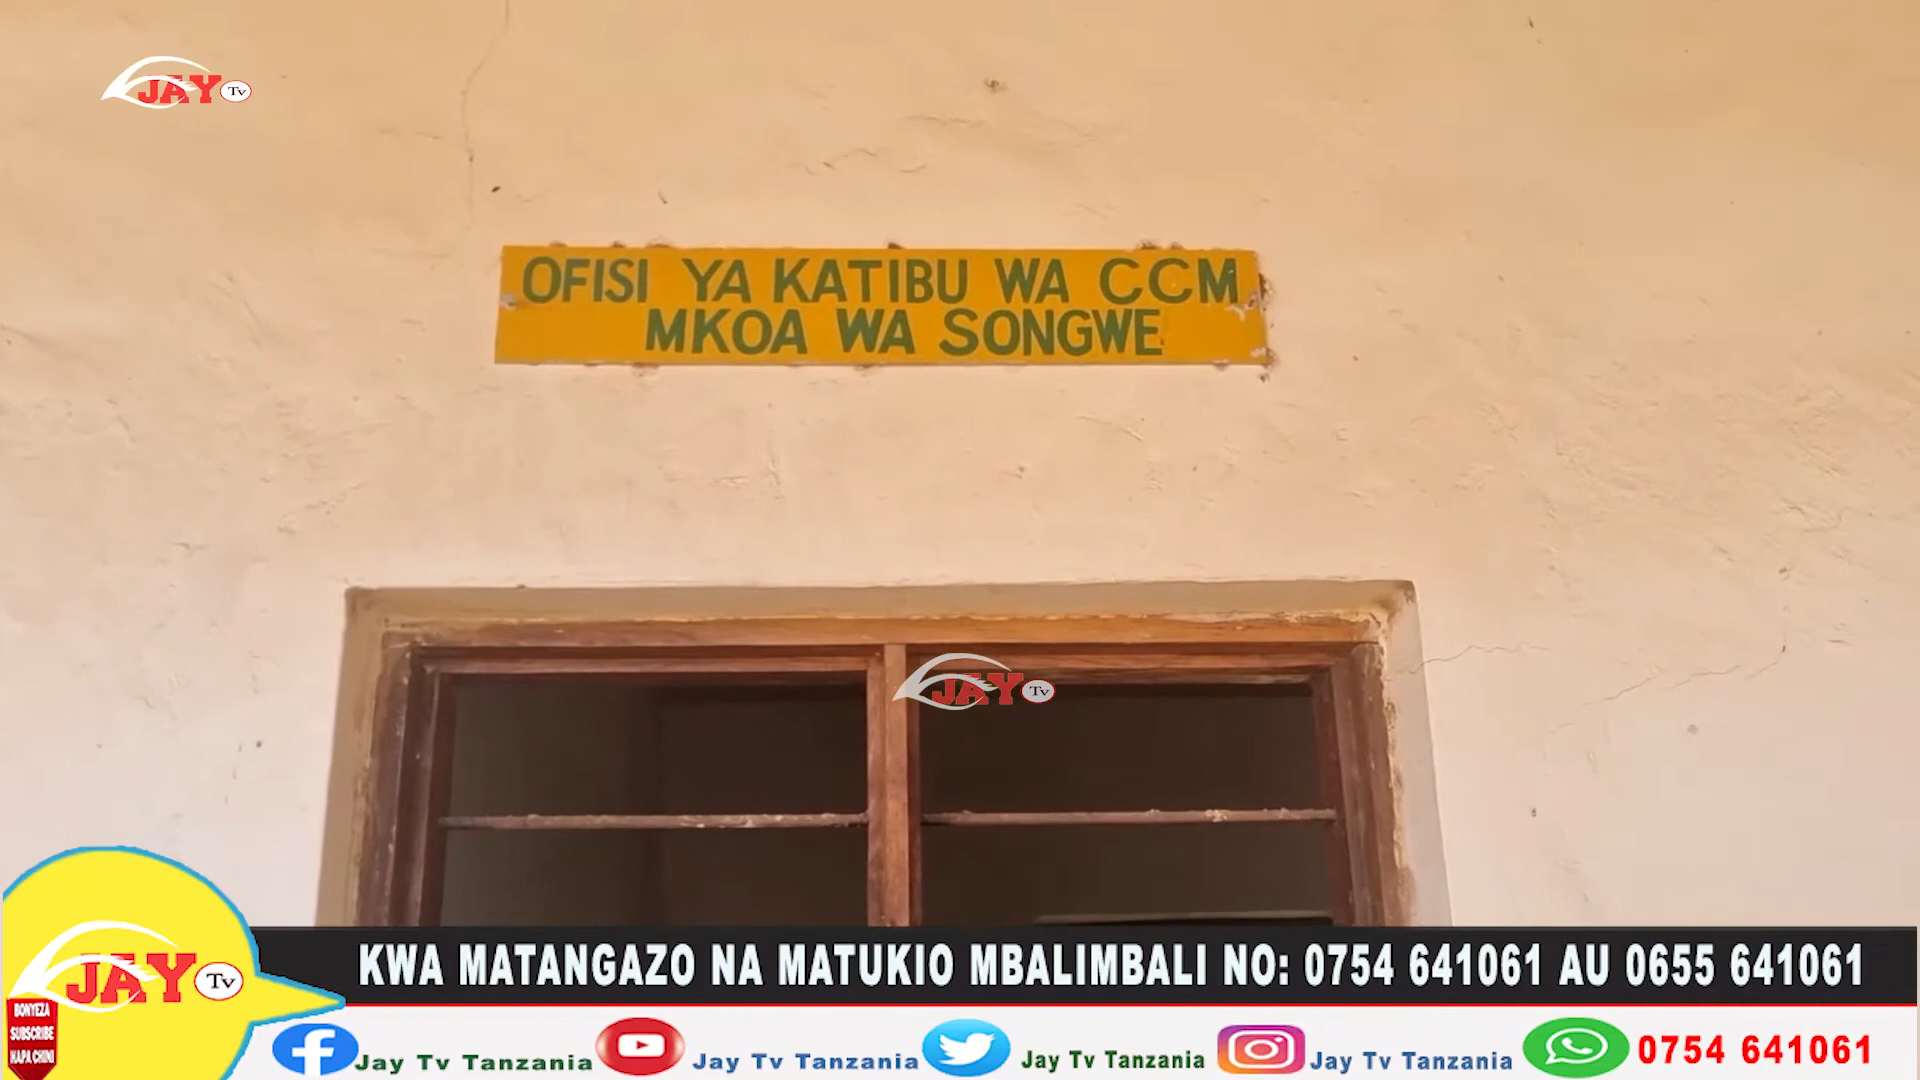 JAY Tv
OFISI YA KATIBU WA CCM
MKOA WA SONGWE
JAY Tv
KWA MATANGAZO NA MATUKIO MBALIMBALI NO: 0754 641061 AU 0655 641061
JAY Tv
BONYEZA
SUBSCRIBE
HAPA CHINI
Jay Tv Tanzania
Jay Tv Tanzania
Jay Tv Tanzania
Jay Tv Tanzania
0754 641061